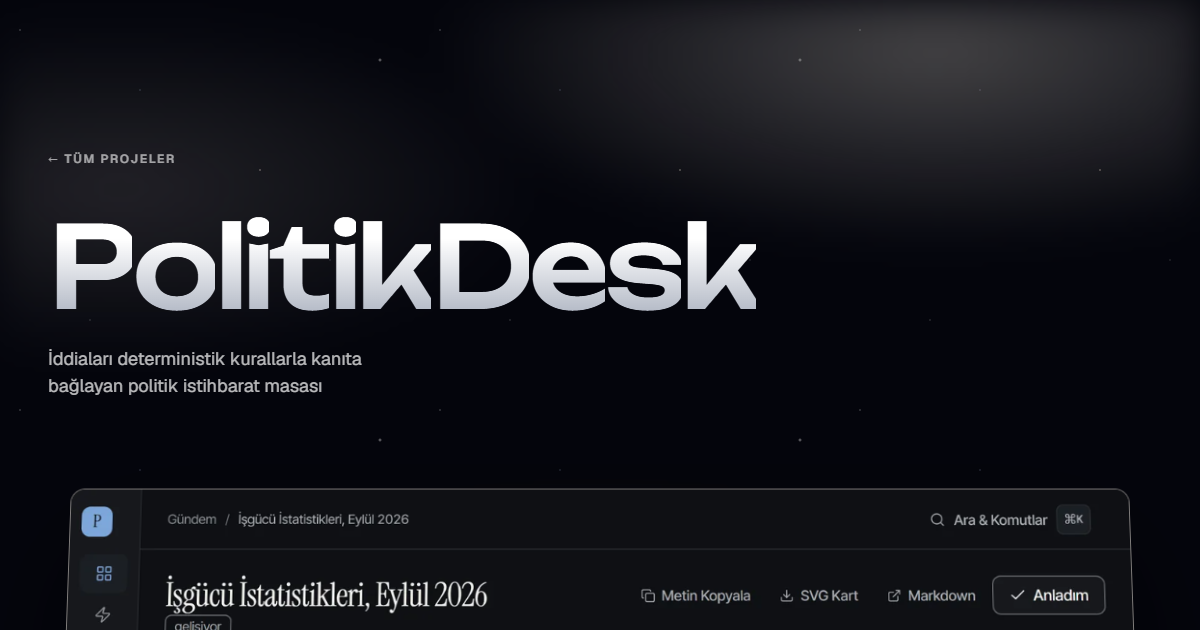 ← TÜM PROJELER
PolitikDesk
İddiaları deterministik kurallarla kanıta
bağlayan politik istihbarat masası
P
Gündem / İşgücü İstatistikleri, Eylül 2026
Ara & Komutlar ⌘K
İşgücü İstatistikleri, Eylül 2026
Metin Kopyala
SVG Kart
Markdown
Anladım
gelişiyor